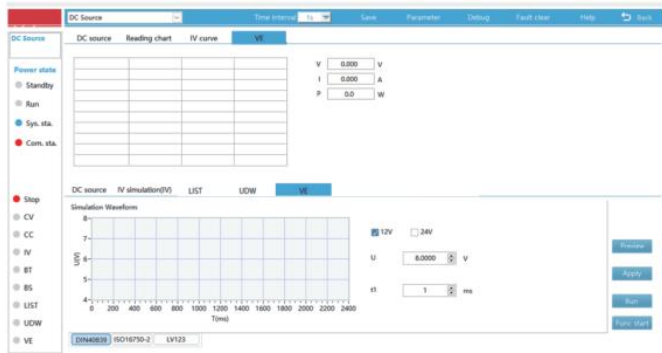 DC Source Time Interval 1s Save Parameter Debug Fault clear Help Back
DC Source
DC source Reading chart IV curve VE
Power state
Standby
Run
Sys. sta.
Com. sta.
V 0.000 V
I 0.000 A
P 0.0 W
DC source IV simulation(IV) LIST UDW VE
Stop
CV
CC
IV
BT
BS
LIST
UDW
VE
Simulation Waveform
8
7
6
5
4
U(V)
0 200 400 600 800 1000 1200 1400 1600 1800 2000 2200 2400
T(ms)
12V 24V
U 8.0000 V
t1 1 ms
Preview
Apply
Run
Func start
DIN40839 ISO16750-2 LV123